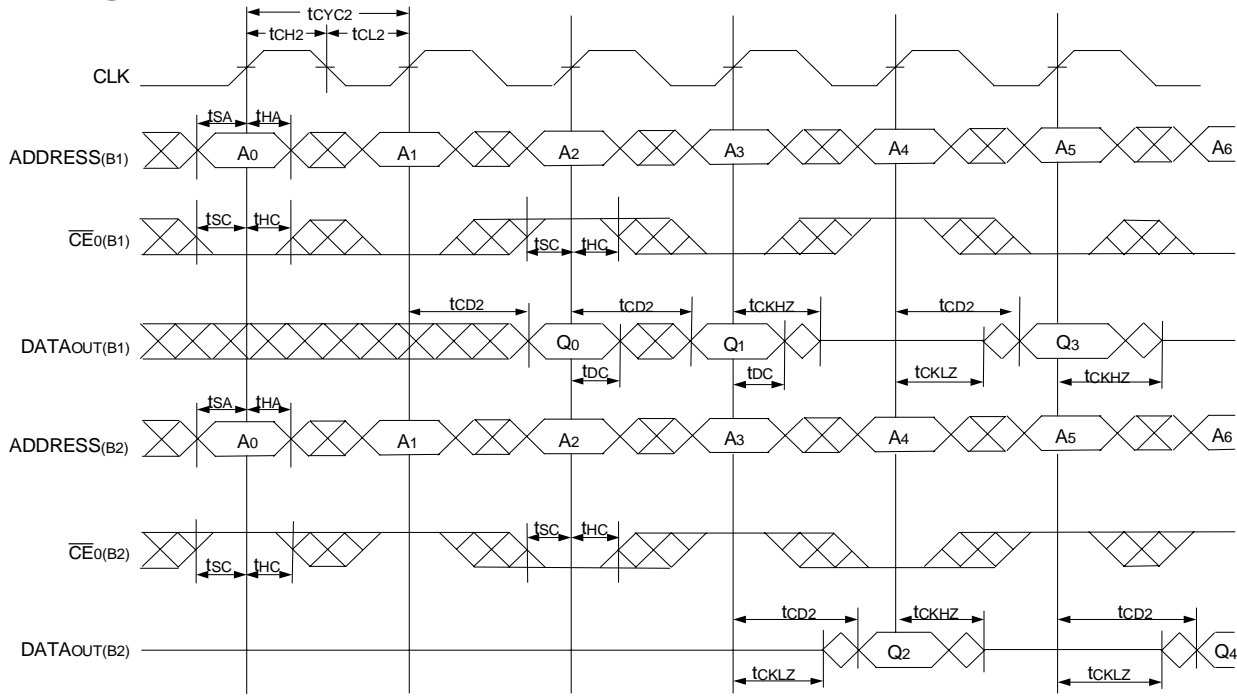 tCYC2
tCH2 tCL2
CLK
tSA tHA
ADDRESS(B1) A0 A1 A2 A3 A4 A5 A6
tSC tHC
CE0(B1)
tSC tHC
tCD2 tCD2 tCKHZ tCD2
DATAOUT(B1) Q0 Q1 Q3
tDC tDC tCKLZ tCKHZ
tSA tHA
ADDRESS(B2) A0 A1 A2 A3 A4 A5 A6
tSC tHC
CE0(B2)
tSC tHC
tCD2 tCKHZ tCD2
DATAOUT(B2) Q2 Q4
tCKLZ tCKLZ